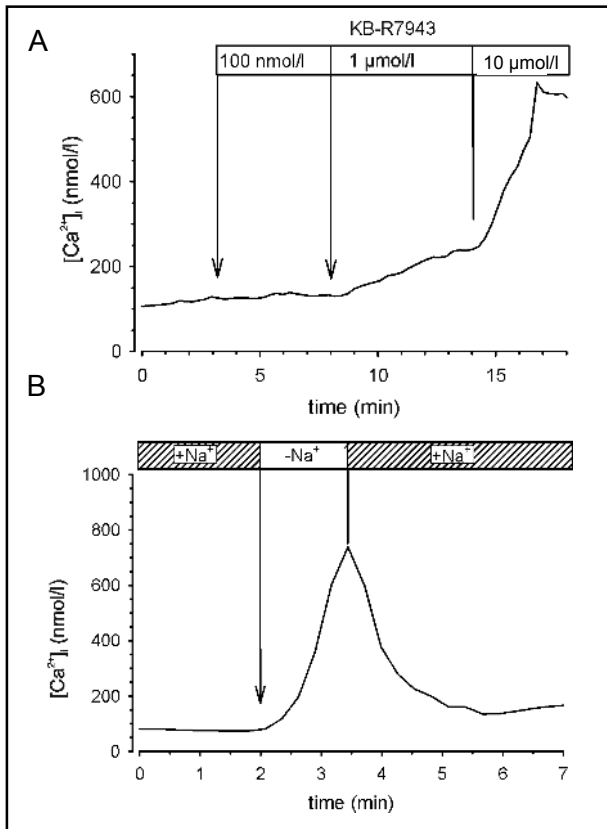 A
KB-R7943
100 nmol/l 1 µmol/l 10 µmol/l
600
400
200
0
[Ca²⁺]ᵢ (nmol/l)
0 5 10 15
time (min)
B
+Na⁺ -Na⁺ +Na⁺
1000
800
600
400
200
0
[Ca²⁺]ᵢ (nmol/l)
0 1 2 3 4 5 6 7
time (min)